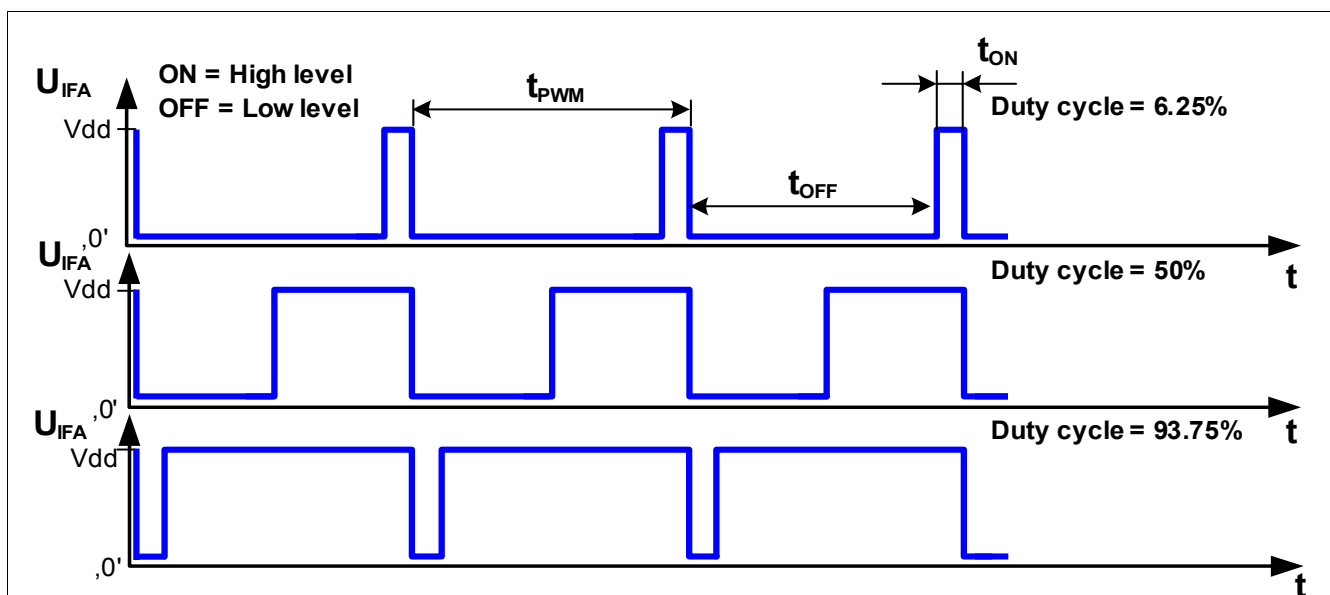 ON = High level
OFF = Low level
U_IFA
Vdd
t_PWM
t_ON
Duty cycle = 6.25%
t_OFF
‚0'
t
U_IFA
Vdd
Duty cycle = 50%
‚0'
t
U_IFA
Vdd
Duty cycle = 93.75%
‚0'
t